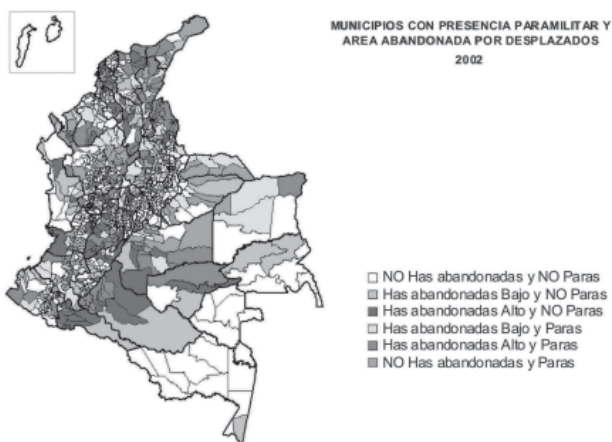 MUNICIPIOS CON PRESENCIA PARAMILITAR Y
AREA ABANDONADA POR DESPLAZADOS
2002
NO Has abandonadas y NO Paras
Has abandonadas Bajo y NO Paras
Has abandonadas Alto y NO Paras
Has abandonadas Bajo y Paras
Has abandonadas Alto y Paras
NO Has abandonadas y Paras